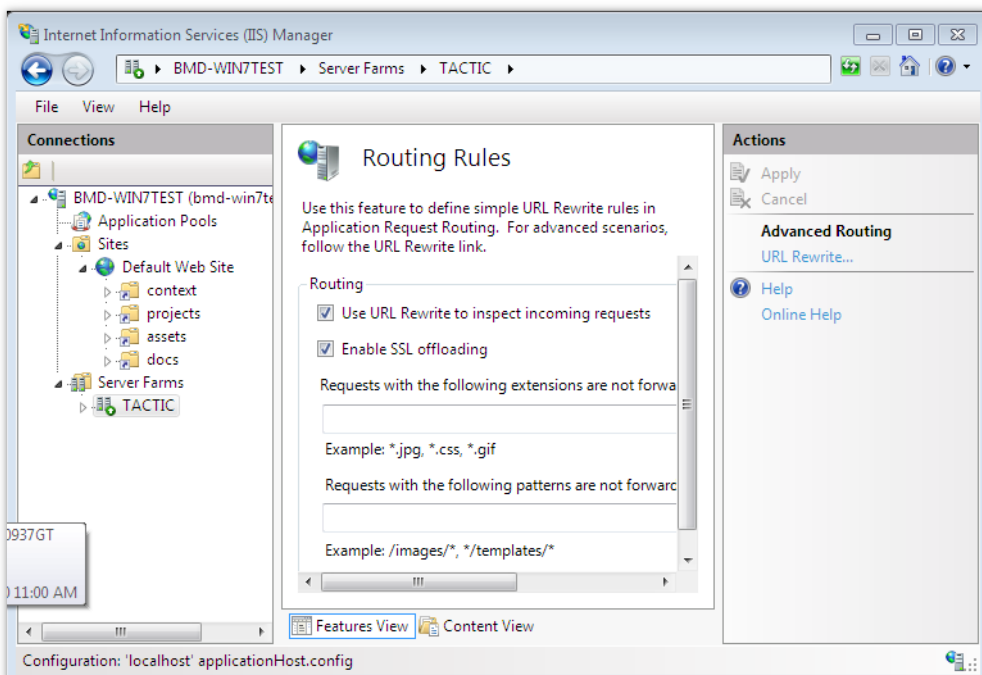 Internet Information Services (IIS) Manager
BMD-WIN7TEST Server Farms TACTIC
File View Help
Connections
BMD-WIN7TEST (bmd-win7te
Application Pools
Sites
Default Web Site
context
projects
assets
docs
Server Farms
TACTIC
0937GT
11:00 AM
Routing Rules
Use this feature to define simple URL Rewrite rules in
Application Request Routing. For advanced scenarios,
follow the URL Rewrite link.
Routing
Use URL Rewrite to inspect incoming requests
Enable SSL offloading
Requests with the following extensions are not forwa
Example: *.jpg, *.css, *.gif
Requests with the following patterns are not forwarc
Example: /images/*, */templates/*
Features View Content View
Actions
Apply
Cancel
Advanced Routing
URL Rewrite...
Help
Online Help
Configuration: 'localhost' applicationHost.config